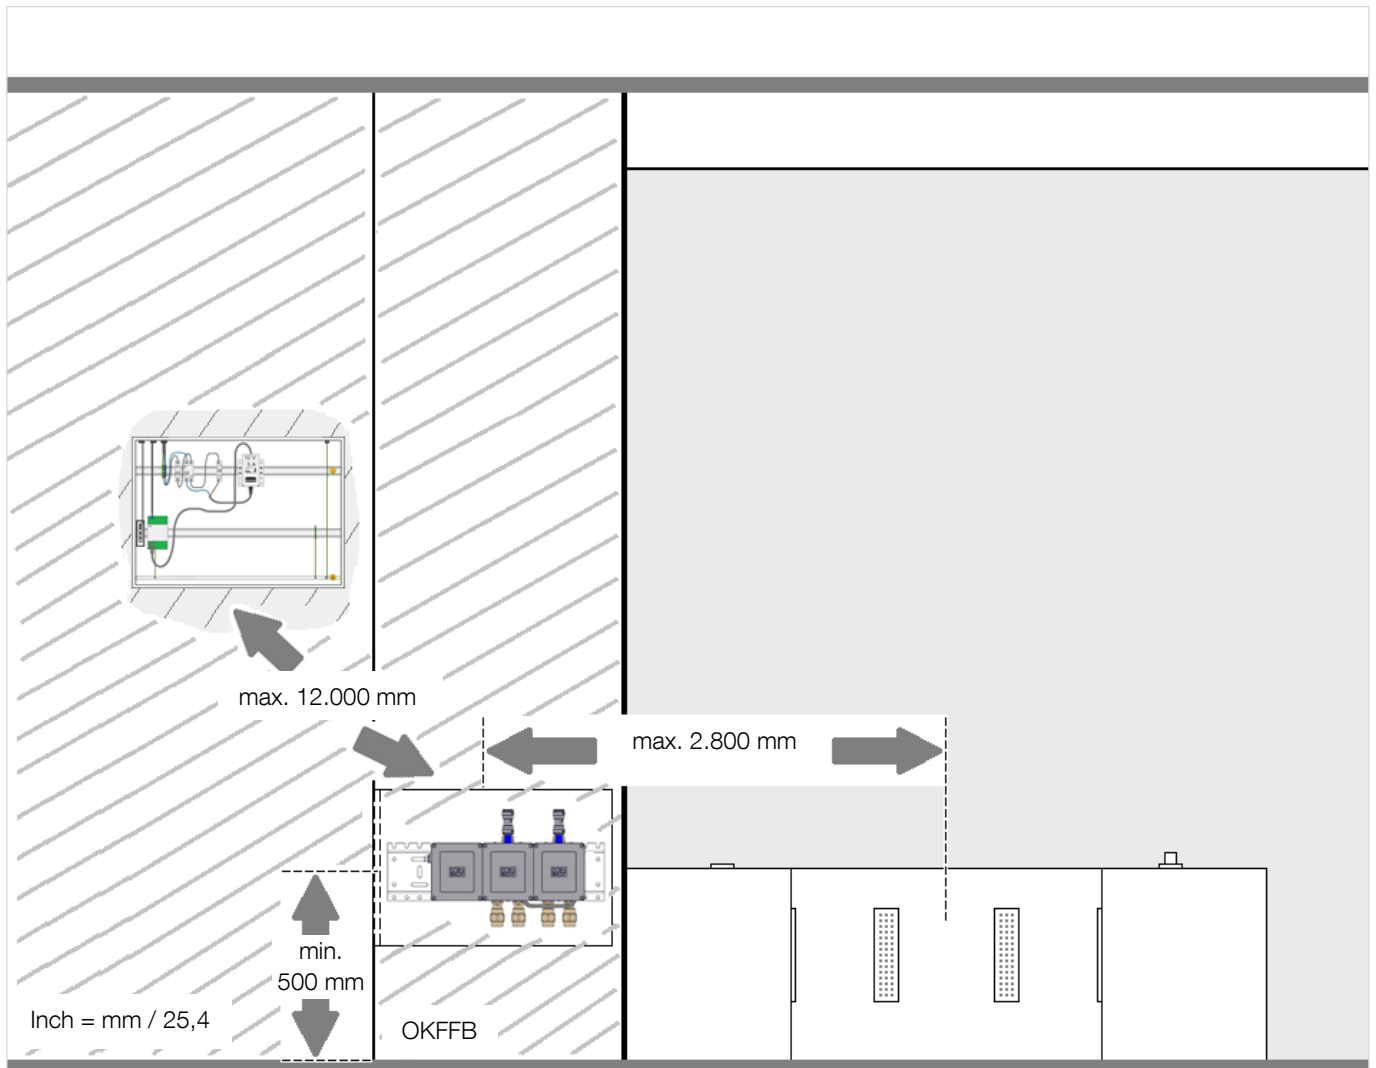 max. 12.000 mm
max. 2.800 mm
min.
500 mm
Inch = mm / 25,4
OKFFB